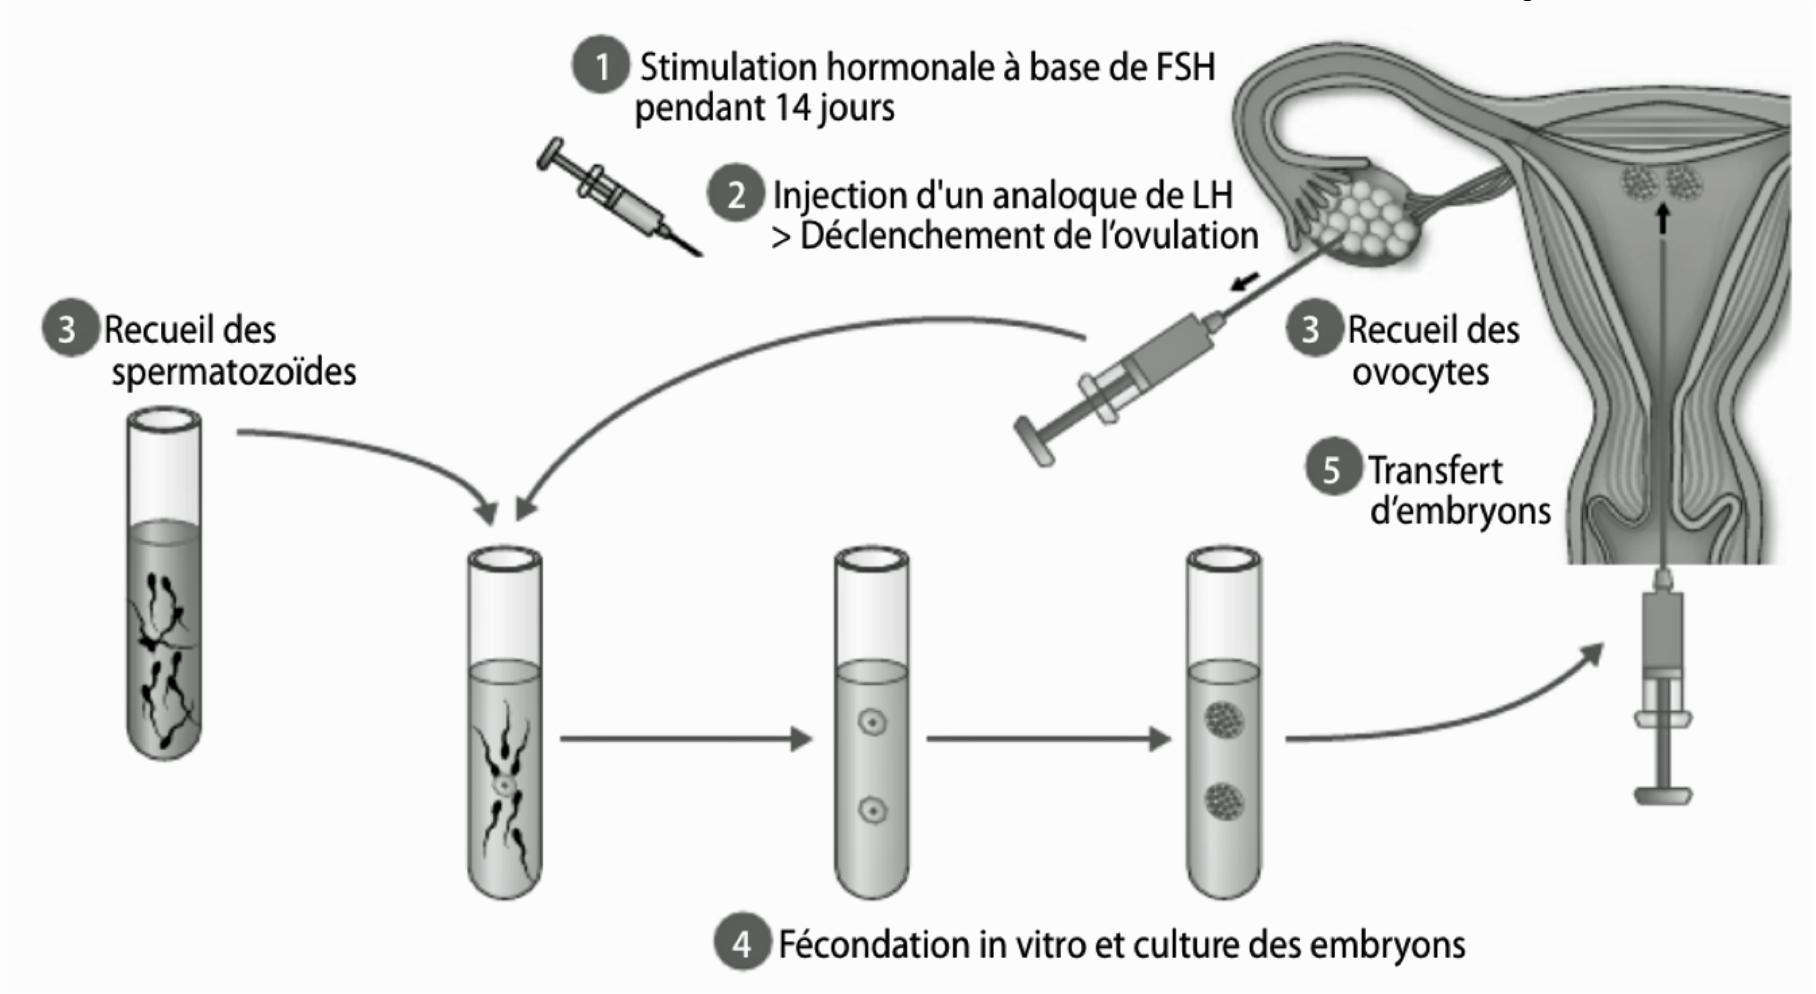 1 Stimulation hormonale à base de FSH
pendant 14 jours
2 Injection d'un analoque de LH
> Déclenchement de l'ovulation
3 Recueil des
spermatozoïdes
3 Recueil des
ovocytes
5 Transfert
d'embryons
4 Fécondation in vitro et culture des embryons